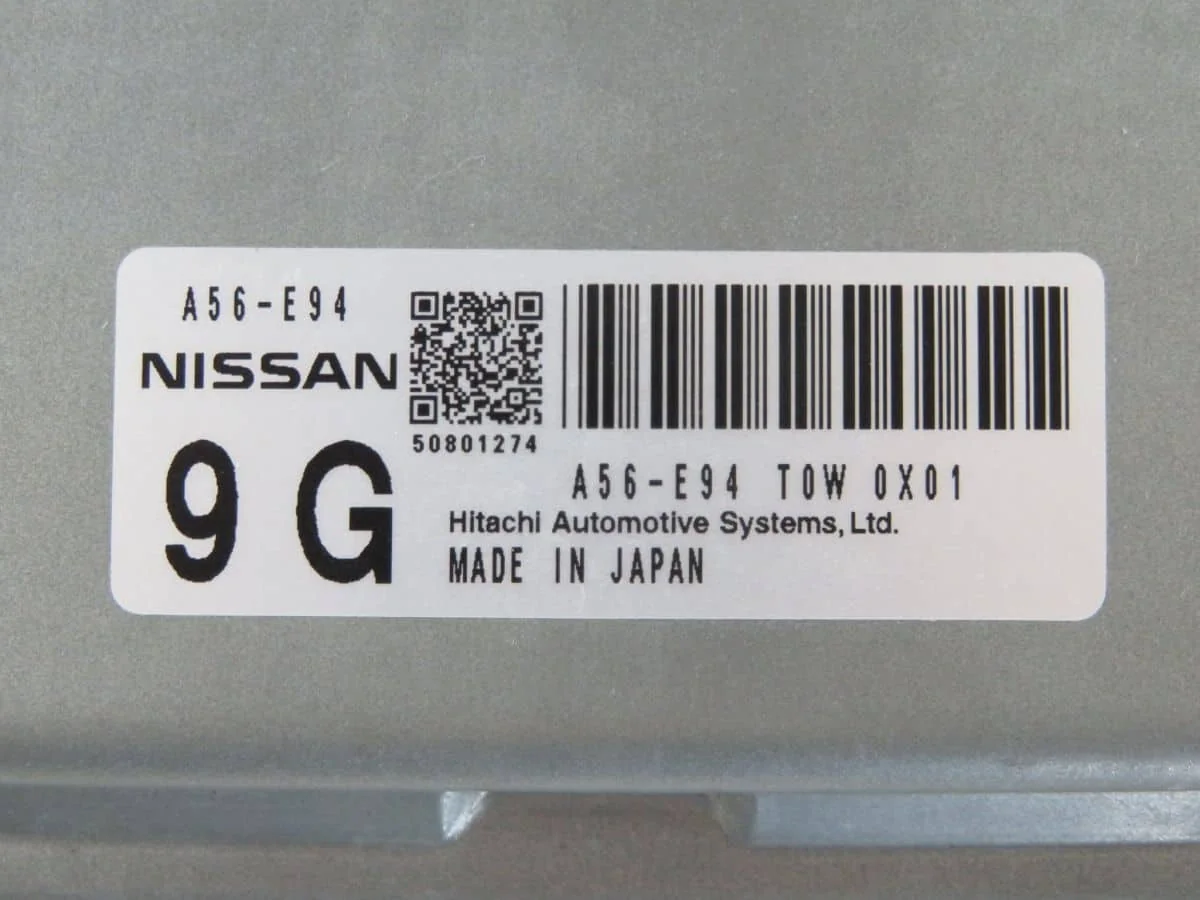 A56-E94
NISSAN
9 G
50801274
A56-E94 T0W 0X01
Hitachi Automotive Systems, Ltd.
MADE IN JAPAN